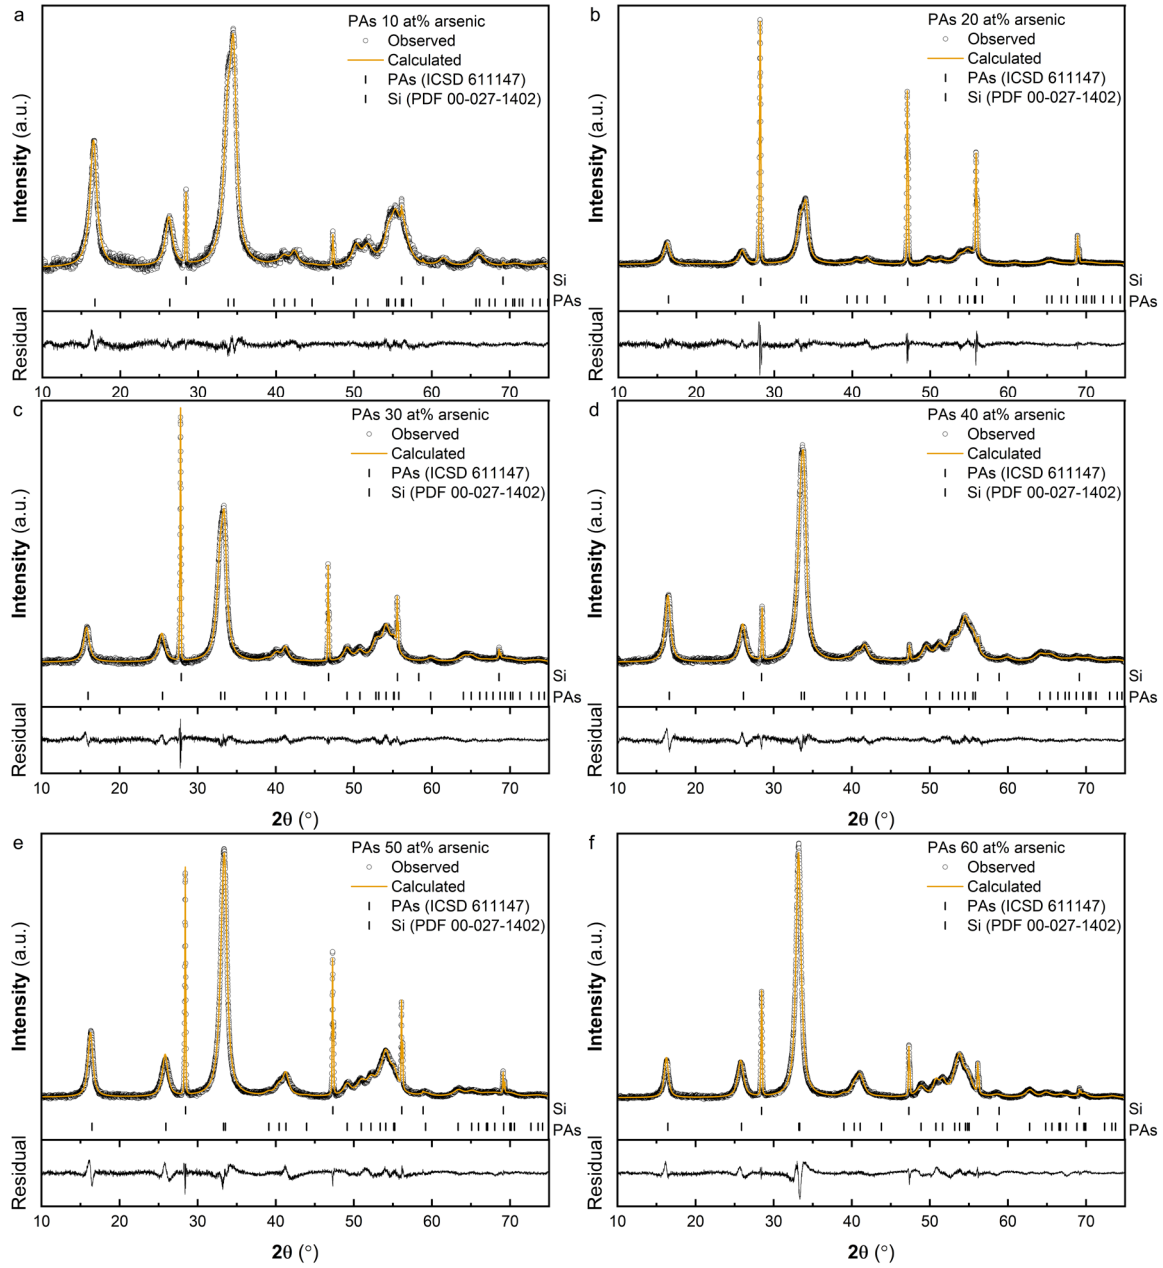 a
PAs 10 at% arsenic
Observed
Calculated
PAs (ICSD 611147)
Si (PDF 00-027-1402)
Intensity (a.u.)
Si
PAs
Residual
10 20 30 40 50 60 70
b
PAs 20 at% arsenic
Observed
Calculated
PAs (ICSD 611147)
Si (PDF 00-027-1402)
Intensity (a.u.)
Si
PAs
Residual
10 20 30 40 50 60 70
c
PAs 30 at% arsenic
Observed
Calculated
PAs (ICSD 611147)
Si (PDF 00-027-1402)
Intensity (a.u.)
Si
PAs
Residual
10 20 30 40 50 60 70
2θ (°)
d
PAs 40 at% arsenic
Observed
Calculated
PAs (ICSD 611147)
Si (PDF 00-027-1402)
Intensity (a.u.)
Si
PAs
Residual
10 20 30 40 50 60 70
2θ (°)
e
PAs 50 at% arsenic
Observed
Calculated
PAs (ICSD 611147)
Si (PDF 00-027-1402)
Intensity (a.u.)
Si
PAs
Residual
10 20 30 40 50 60 70
2θ (°)
f
PAs 60 at% arsenic
Observed
Calculated
PAs (ICSD 611147)
Si (PDF 00-027-1402)
Intensity (a.u.)
Si
PAs
Residual
10 20 30 40 50 60 70
2θ (°)